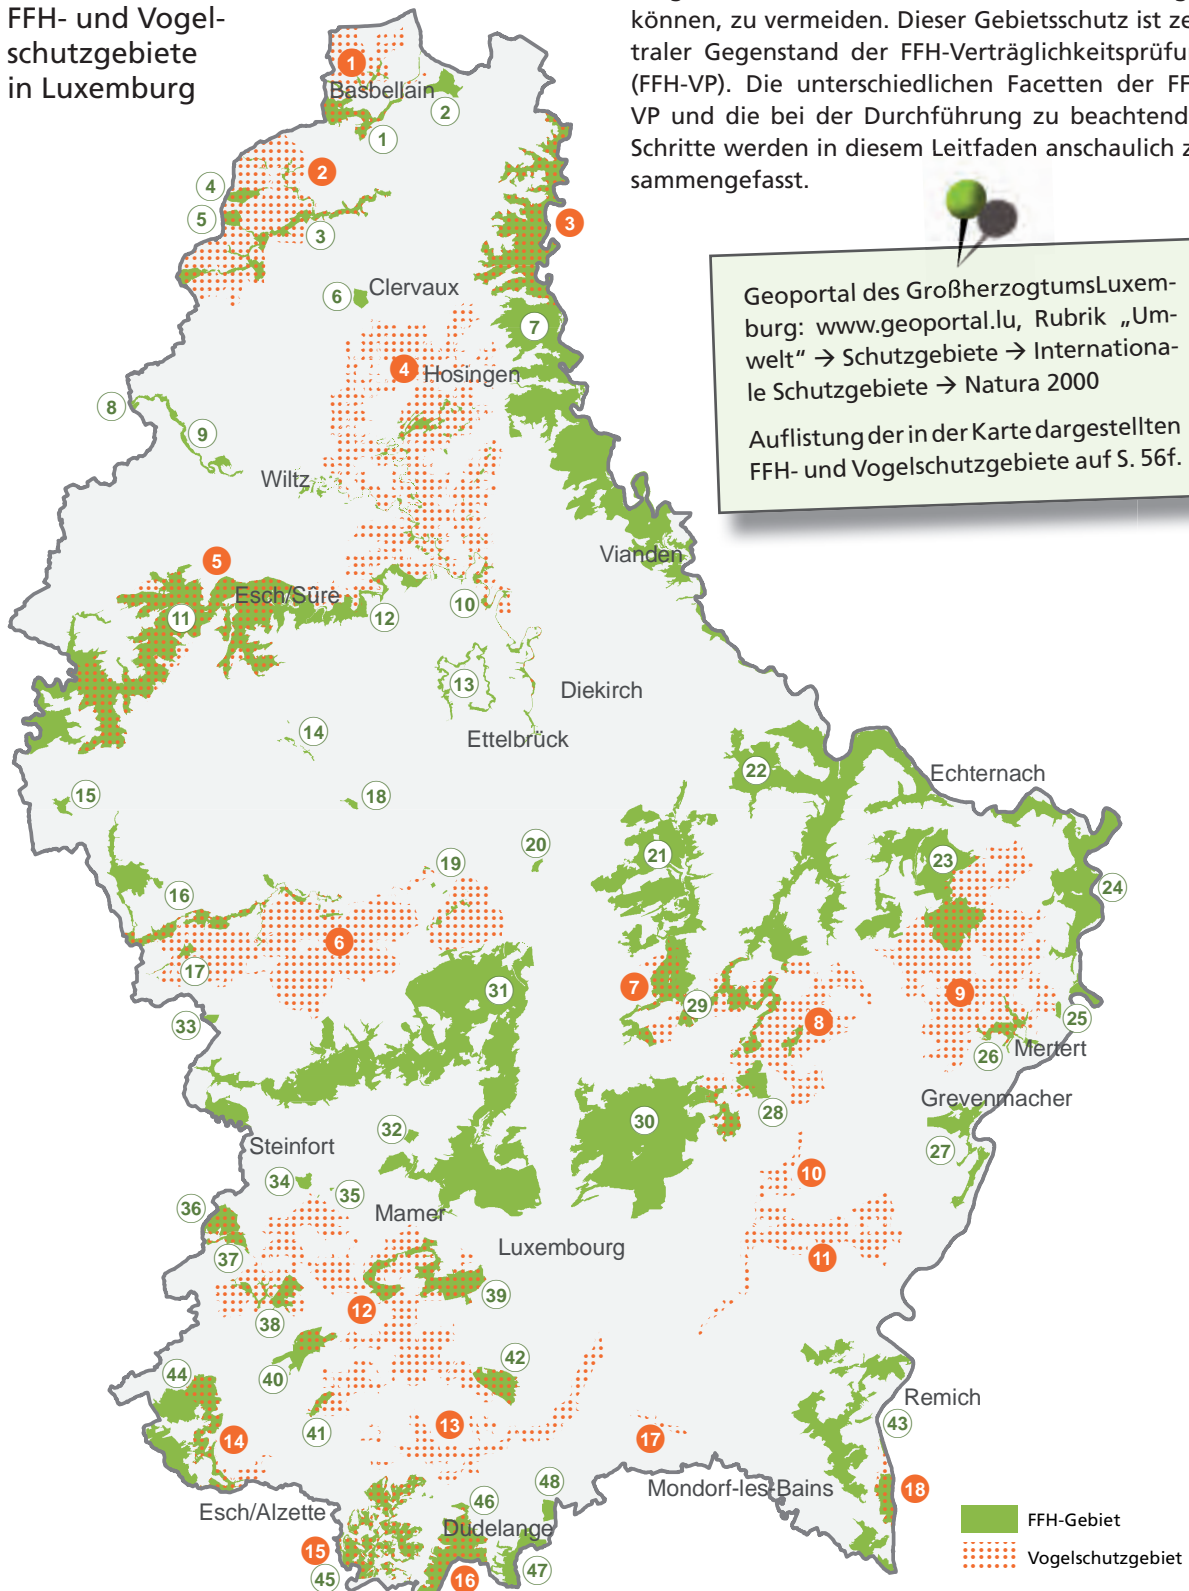 FFH- und Vogel-
schutzgebiete
in Luxemburg
können, zu vermeiden. Dieser Gebietsschutz ist ze
traler Gegenstand der FFH-Verträglichkeitsprüfu
(FFH-VP). Die unterschiedlichen Facetten der FF
VP und die bei der Durchführung zu beachtend
Schritte werden in diesem Leitfaden anschaulich z
sammengefasst.
Geoportal des GroßherzogtumsLuxem-
burg: www.geoportal.lu, Rubrik „Um-
welt“ → Schutzgebiete → Internationa-
le Schutzgebiete → Natura 2000
Auflistung der in der Karte dargestellten
FFH- und Vogelschutzgebiete auf S. 56f.
1
Basbellain
2
1
2
4
5
3
3
6
Clervaux
7
4
Hosingen
8
9
Wiltz
Vianden
5
Esch/Sûre
11
12
10
13
Diekirch
14
Ettelbrück
15
18
22
Echternach
20
21
19
23
24
16
6
17
31
7
29
8
9
33
25
26
Mertert
28
Grevenmacher
32
30
27
Steinfort
34
35
10
36
Mamer
37
Luxembourg
11
39
12
38
42
44
40
Remich
43
41
13
14
17
48
Mondorf-les-Bains
18
46
Esch/Alzette
Dudelange
15
45
16
47
FFH-Gebiet
Vogelschutzgebiet